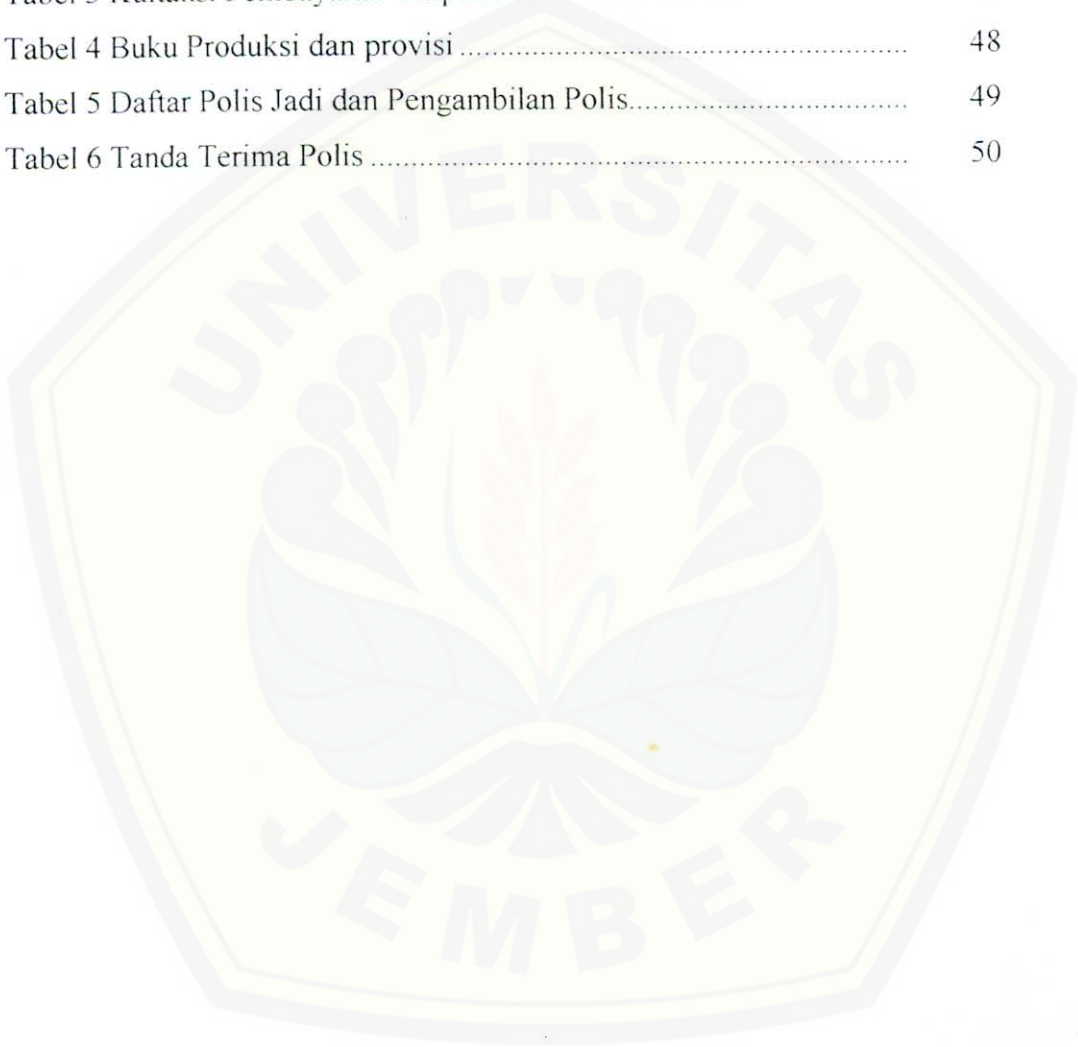 Tabel 4 Buku Produksi dan provisi ........................................................ 48
Tabel 5 Daftar Polis Jadi dan Pengambilan Polis.................................. 49
Tabel 6 Tanda Terima Polis .................................................................. 50
UNIVERSITAS
JEMBER